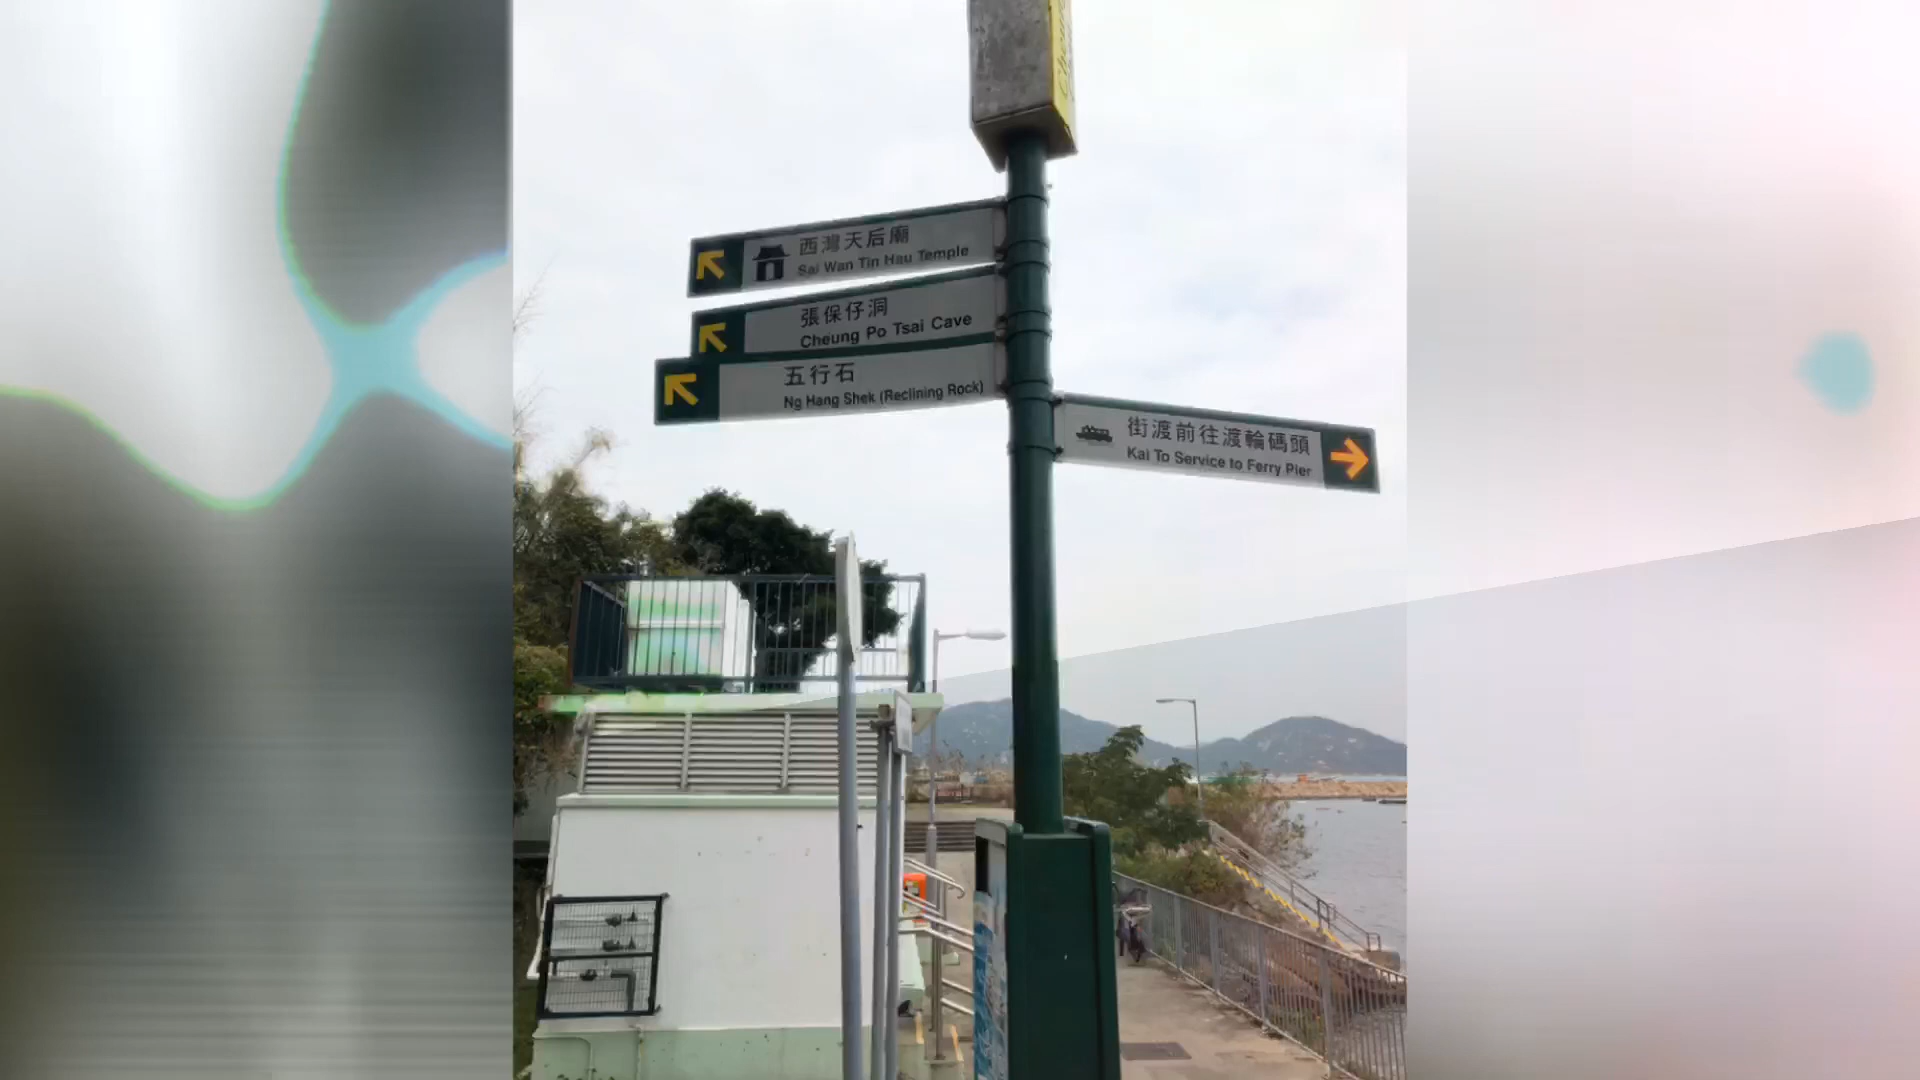 西灣天后廟
Sai Wan Tin Hau Temple
張保仔洞
Cheung Po Tsai Cave
五行石
Ng Hang Shek (Reclining Rock)
街渡前往渡輪碼頭
Kai To Service to Ferry Pier